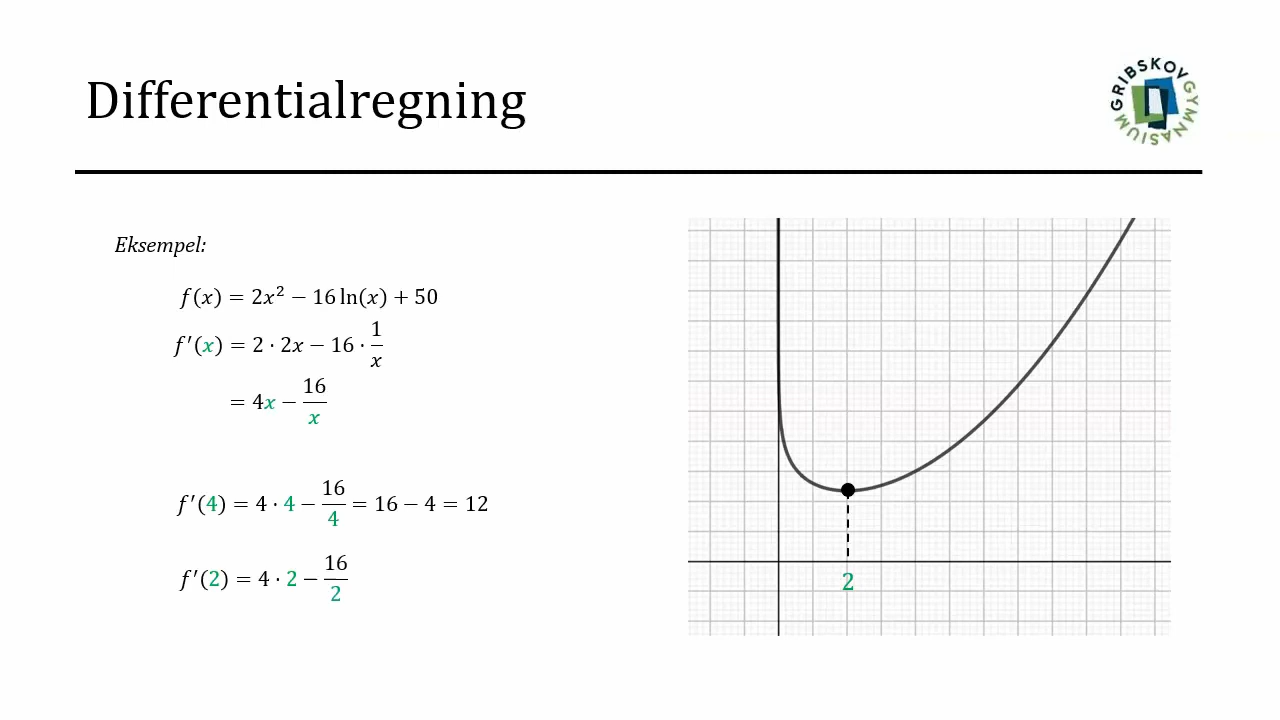 Differentialregning
GRIBSKOV GYMNASIUM
Eksempel:
f(x) = 2x² − 16 ln(x) + 50
f′(x) = 2 · 2x − 16 · 1/x
= 4x − 16/x
f′(4) = 4 · 4 − 16/4 = 16 − 4 = 12
f′(2) = 4 · 2 − 16/2
2